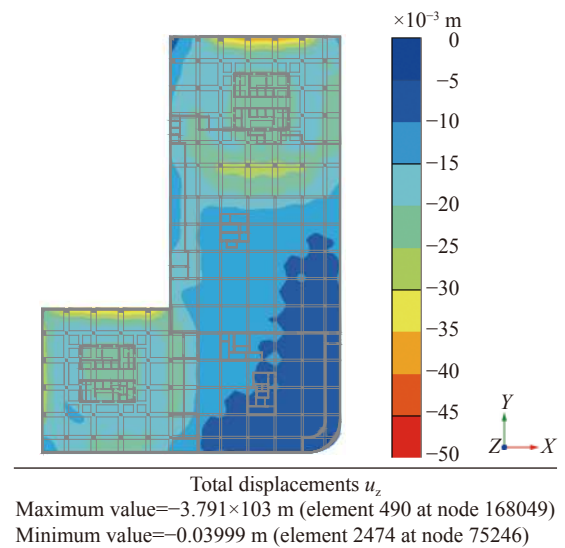 ×10⁻³ m
0
−5
−10
−15
−20
−25
−30
−35
−40
−45
−50
Y
Z
X
Total displacements u_z
Maximum value=−3.791×103 m (element 490 at node 168049)
Minimum value=−0.03999 m (element 2474 at node 75246)